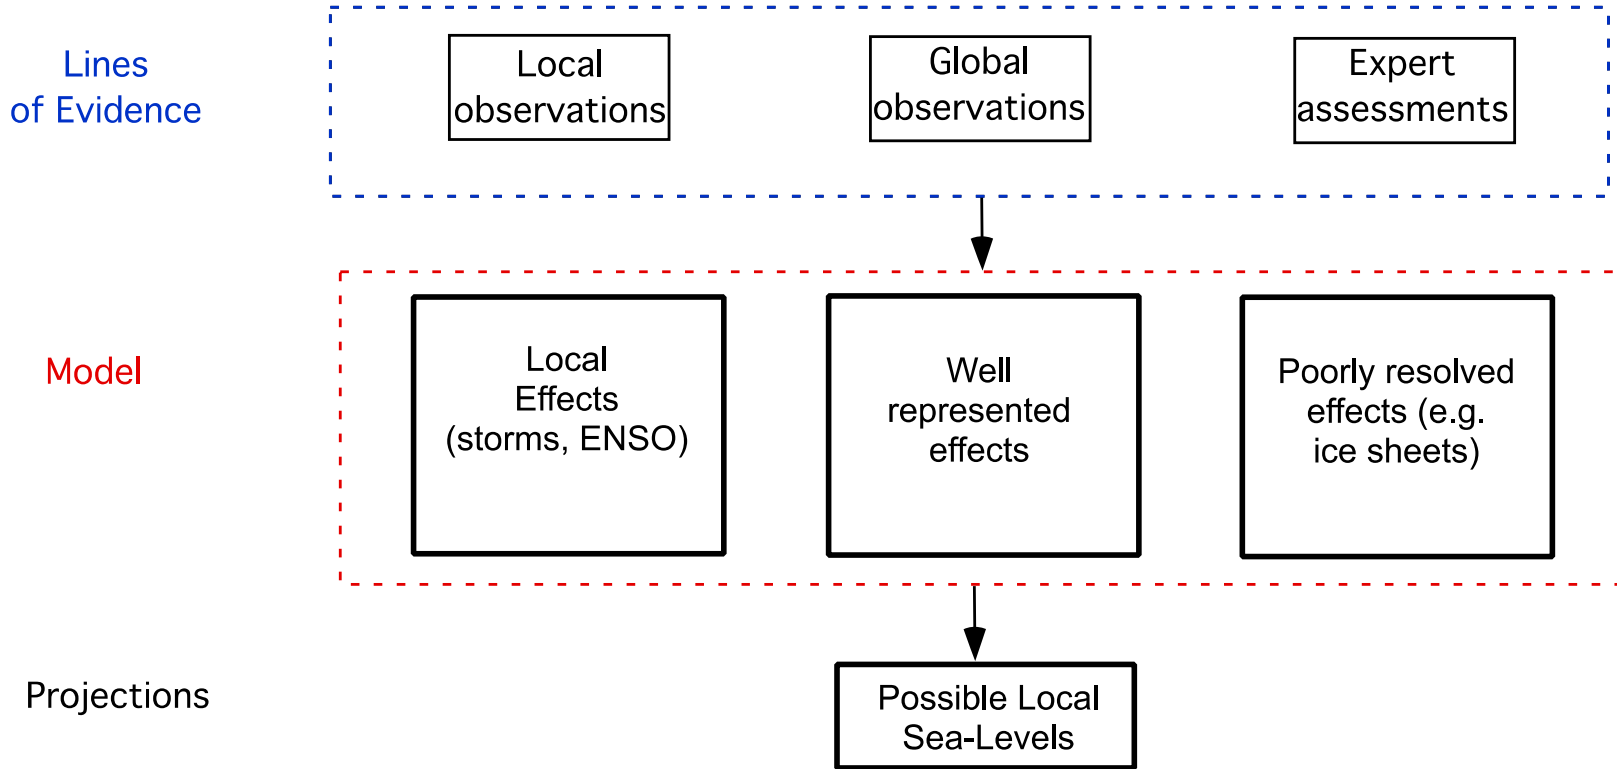 Lines
of Evidence
Local
observations
Global
observations
Expert
assessments
Model
Local
Effects
(storms, ENSO)
Well
represented
effects
Poorly resolved
effects (e.g.
ice sheets)
Projections
Possible Local
Sea-Levels